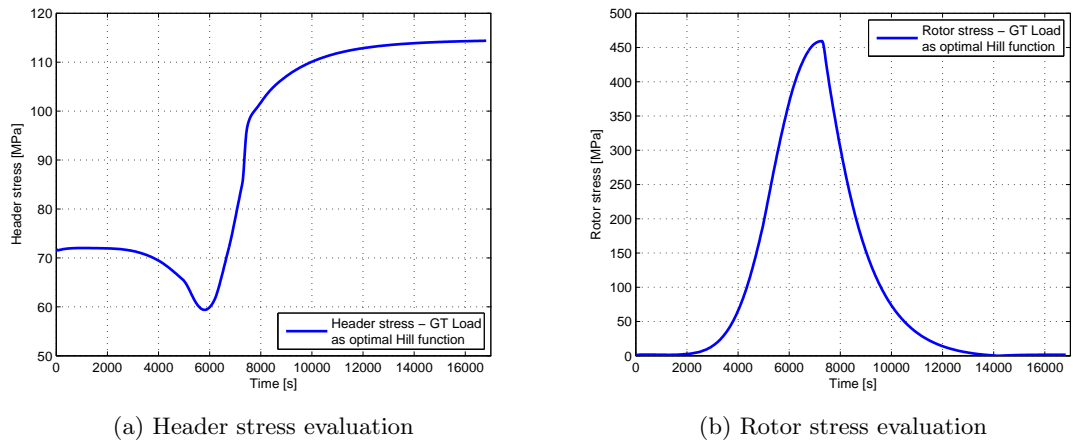 120
110
100
90
80
70
60
50
Header stress [MPa]
0 2000 4000 6000 8000 10000 12000 14000 16000
Time [s]
Header stress – GT Load
as optimal Hill function
(a) Header stress evaluation
500
450
400
350
300
250
200
150
100
50
0
Rotor stress [MPa]
0 2000 4000 6000 8000 10000 12000 14000 16000
Time [s]
Rotor stress – GT Load
as optimal Hill function
(b) Rotor stress evaluation